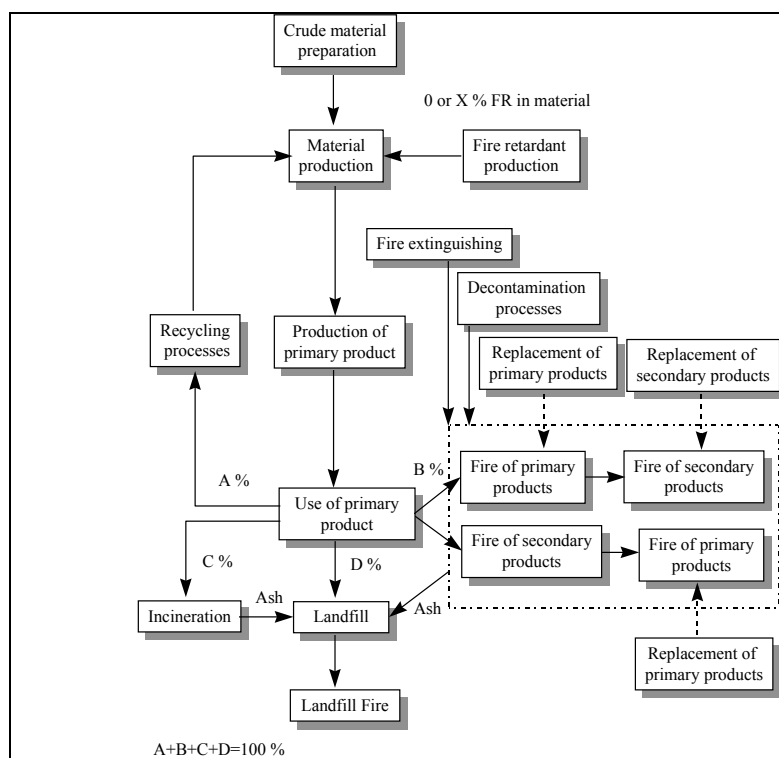 Crude material
preparation
0 or X % FR in material
Material
production
Fire retardant
production
Fire extinguishing
Decontamination
processes
Recycling
processes
Production of
primary product
Replacement of
primary products
Replacement of
secondary products
A %
B %
Fire of primary
products
Fire of secondary
products
Use of primary
product
Fire of secondary
products
Fire of primary
products
C %
D %
Incineration
Ash
Landfill
Ash
Replacement of
primary products
Landfill Fire
A+B+C+D=100 %